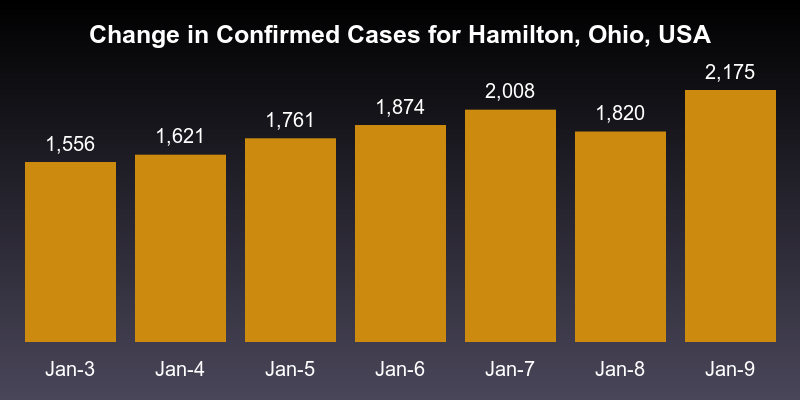 Change in Confirmed Cases for Hamilton, Ohio, USA
1,556
1,621
1,761
1,874
2,008
1,820
2,175
Jan-3
Jan-4
Jan-5
Jan-6
Jan-7
Jan-8
Jan-9